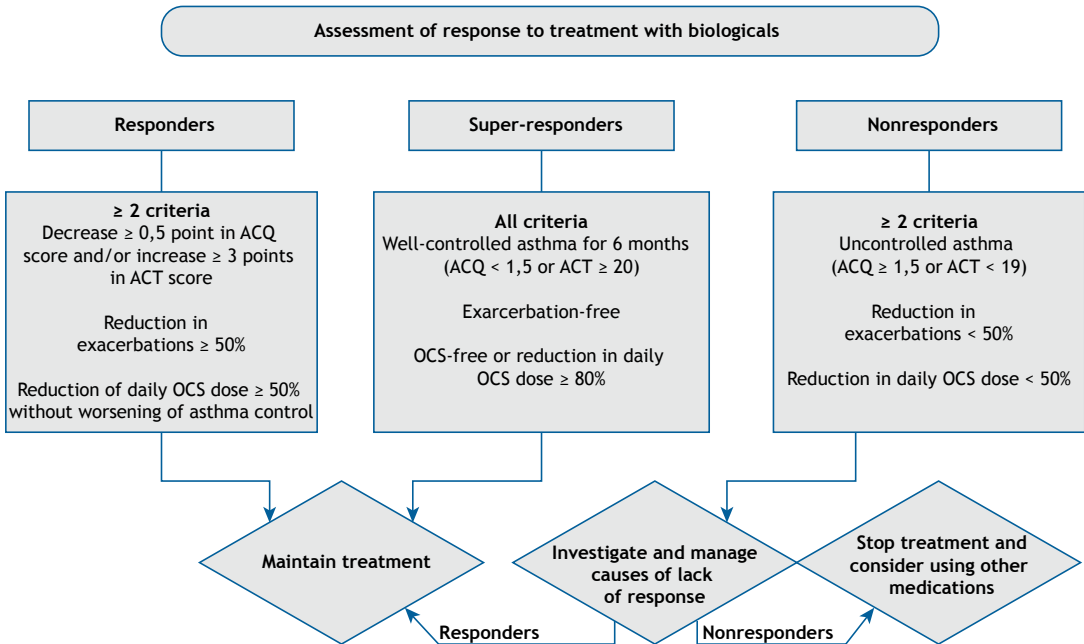 Assessment of response to treatment with biologicals
Responders
Super-responders
Nonresponders
≥ 2 criteria
Decrease ≥ 0,5 point in ACQ
score and/or increase ≥ 3 points
in ACT score
Reduction in
exacerbations ≥ 50%
Reduction of daily OCS dose ≥ 50%
without worsening of asthma control
All criteria
Well-controlled asthma for 6 months
(ACQ < 1,5 or ACT ≥ 20)
Exarcerbation-free
OCS-free or reduction in daily
OCS dose ≥ 80%
≥ 2 criteria
Uncontrolled asthma
(ACQ ≥ 1,5 or ACT < 19)
Reduction in
exacerbations < 50%
Reduction in daily OCS dose < 50%
Maintain treatment
Investigate and manage
causes of lack
of response
Stop treatment and
consider using other
medications
Responders
Nonresponders